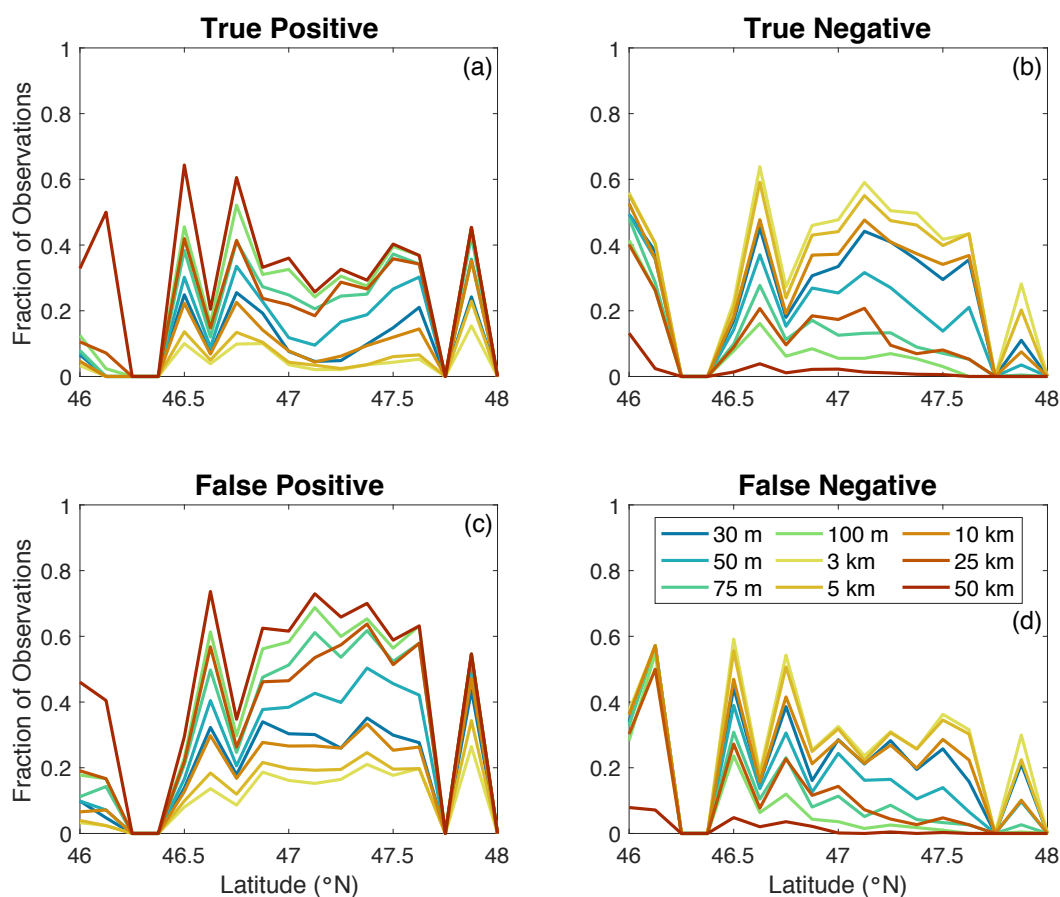 True Positive
True Negative
(a)
(b)
Fraction of Observations
1
0.8
0.6
0.4
0.2
0
46
46.5
47
47.5
48
1
0.8
0.6
0.4
0.2
0
46
46.5
47
47.5
48
False Positive
False Negative
(c)
(d)
Fraction of Observations
1
0.8
0.6
0.4
0.2
0
46
46.5
47
47.5
48
Latitude (°N)
1
0.8
0.6
0.4
0.2
0
30 m
100 m
10 km
50 m
3 km
25 km
75 m
5 km
50 km
46
46.5
47
47.5
48
Latitude (°N)